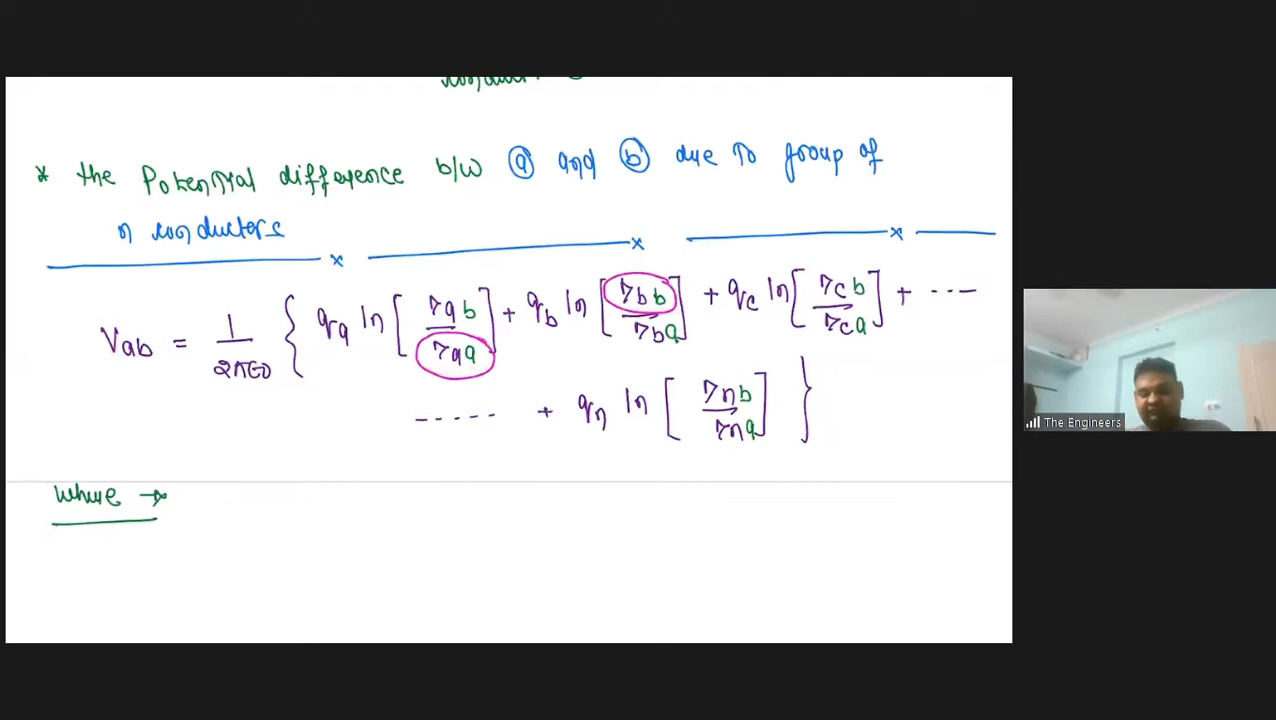 * the Potential difference b/w ⓐ and ⓑ due to group of
n conductors
Vab = 1/2πε0 { qa ln [ rab / raa ] + qb ln [ rbb / rba ] + qc ln [ rcb / rca ] + ----
----- + qn ln [ rnb / rna ] }
where →
The Engineers